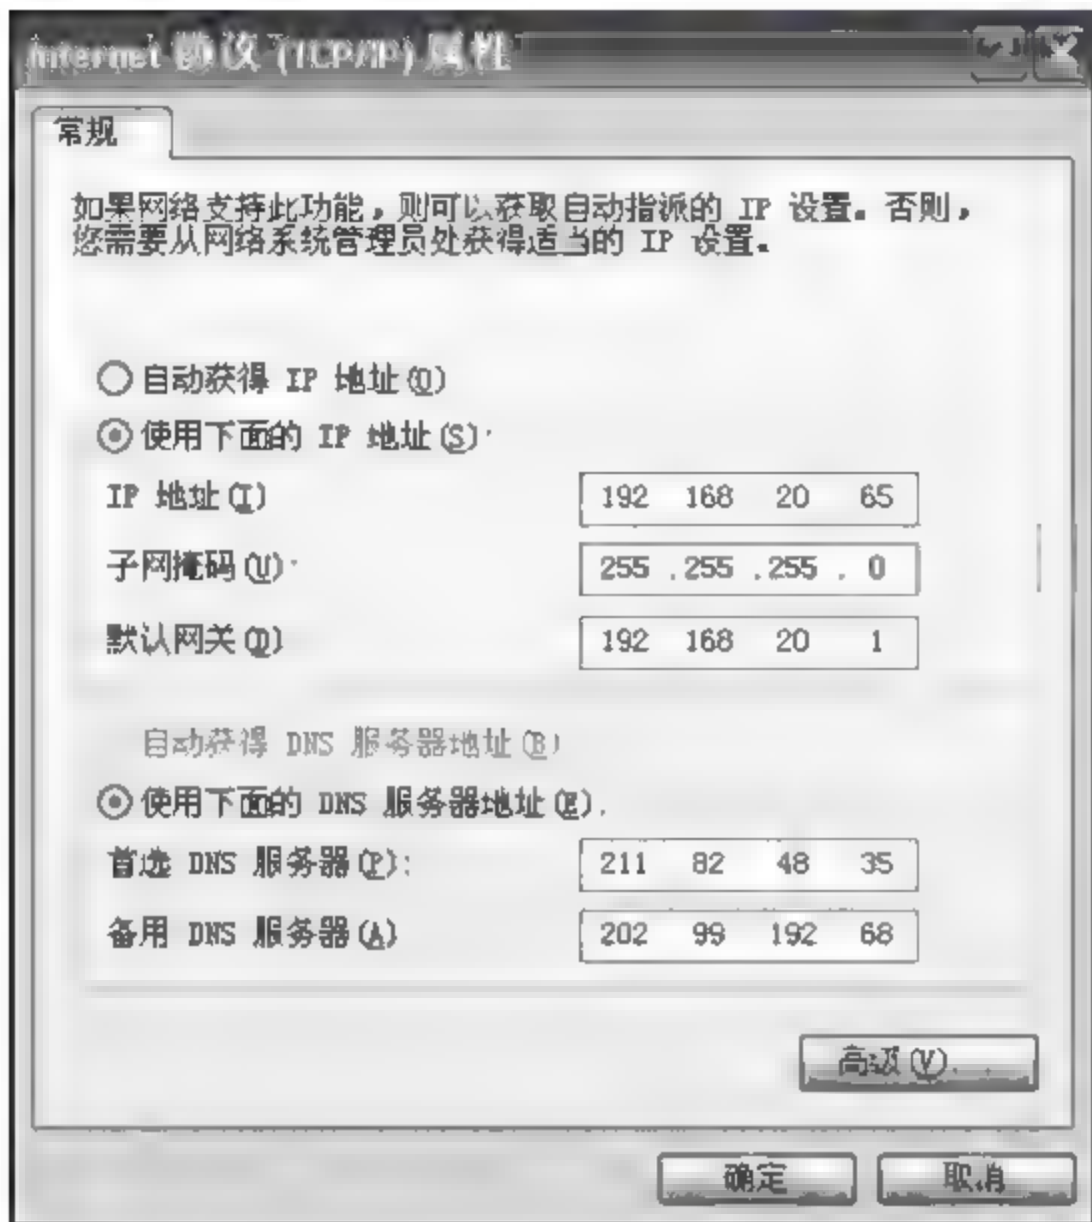 Internet 协议 (TCP/IP) 属性
常规
如果网络支持此功能，则可以获取自动指派的 IP 设置。否则，
您需要从网络系统管理员处获得适当的 IP 设置。
自动获得 IP 地址(O)
使用下面的 IP 地址(S):
IP 地址(I) 192 168 20 65
子网掩码(U): 255 .255 .255 . 0
默认网关(D) 192 168 20 1
自动获得 DNS 服务器地址(B)
使用下面的 DNS 服务器地址(E).
首选 DNS 服务器(P): 211 82 48 35
备用 DNS 服务器(A) 202 99 192 68
高级(V)...
确定 取消